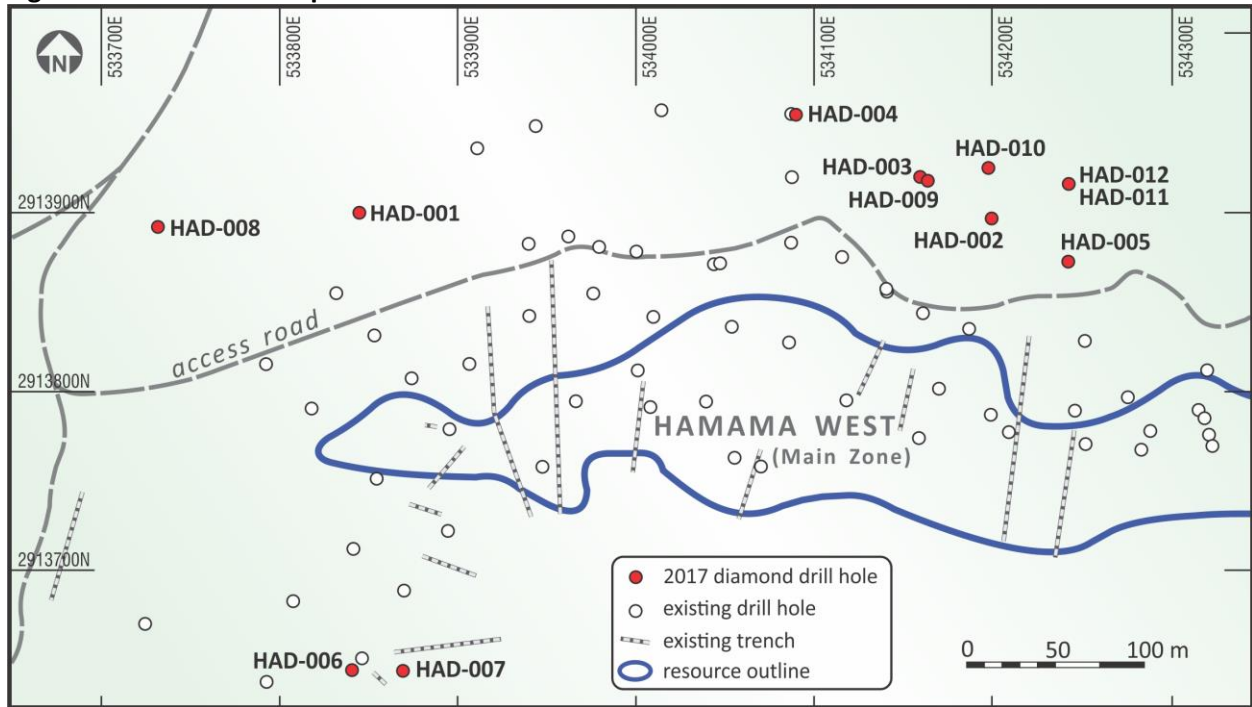 533700E
533800E
533900E
534000E
534100E
534200E
534300E
N
HAD-004
HAD-010
HAD-003
HAD-012
HAD-009
HAD-011
2913900N
HAD-008
HAD-001
HAD-002
HAD-005
access road
2913800N
HAMAMA WEST
(Main Zone)
2913700N
2017 diamond drill hole
existing drill hole
existing trench
resource outline
0 50 100 m
HAD-006
HAD-007